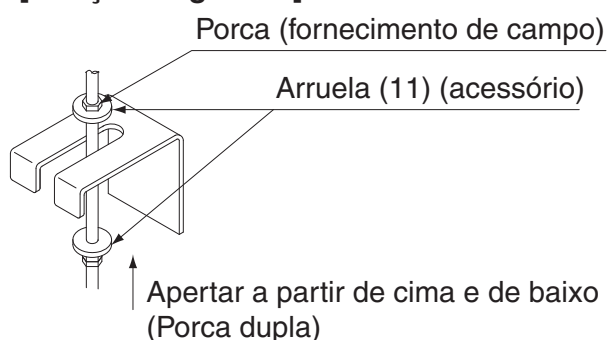 Porca (fornecimento de campo)
Arruela (11) (acessório)
Apertar a partir de cima e de baixo
(Porca dupla)